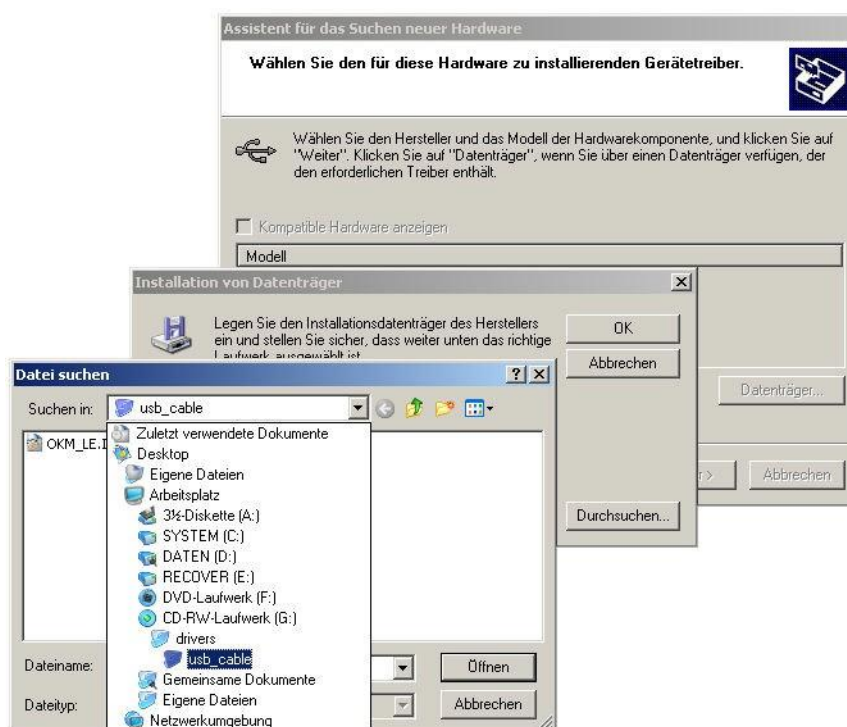 Assistent für das Suchen neuer Hardware
Wählen Sie den für diese Hardware zu installierenden Gerätetreiber.
Wählen Sie den Hersteller und das Modell der Hardwarekomponente, und klicken Sie auf
"Weiter". Klicken Sie auf "Datenträger", wenn Sie über einen Datenträger verfügen, der
den erforderlichen Treiber enthält.
Kompatible Hardware anzeigen
Modell
Datenträger...
r >
Abbrechen
Installation von Datenträger
Legen Sie den Installationsdatenträger des Herstellers
ein und stellen Sie sicher, dass weiter unten das richtige
Laufwerk ausgewählt ist
OK
Abbrechen
Durchsuchen...
Datei suchen
Suchen in:
usb_cable
OKM_LE.I
Zuletzt verwendete Dokumente
Desktop
Eigene Dateien
Arbeitsplatz
3½-Diskette (A:)
SYSTEM (C:)
DATEN (D:)
RECOVER (E:)
DVD-Laufwerk (F:)
CD-RW-Laufwerk (G:)
drivers
usb_cable
Gemeinsame Dokumente
Eigene Dateien
Netzwerkumgebung
Dateiname:
Öffnen
Dateityp:
Abbrechen